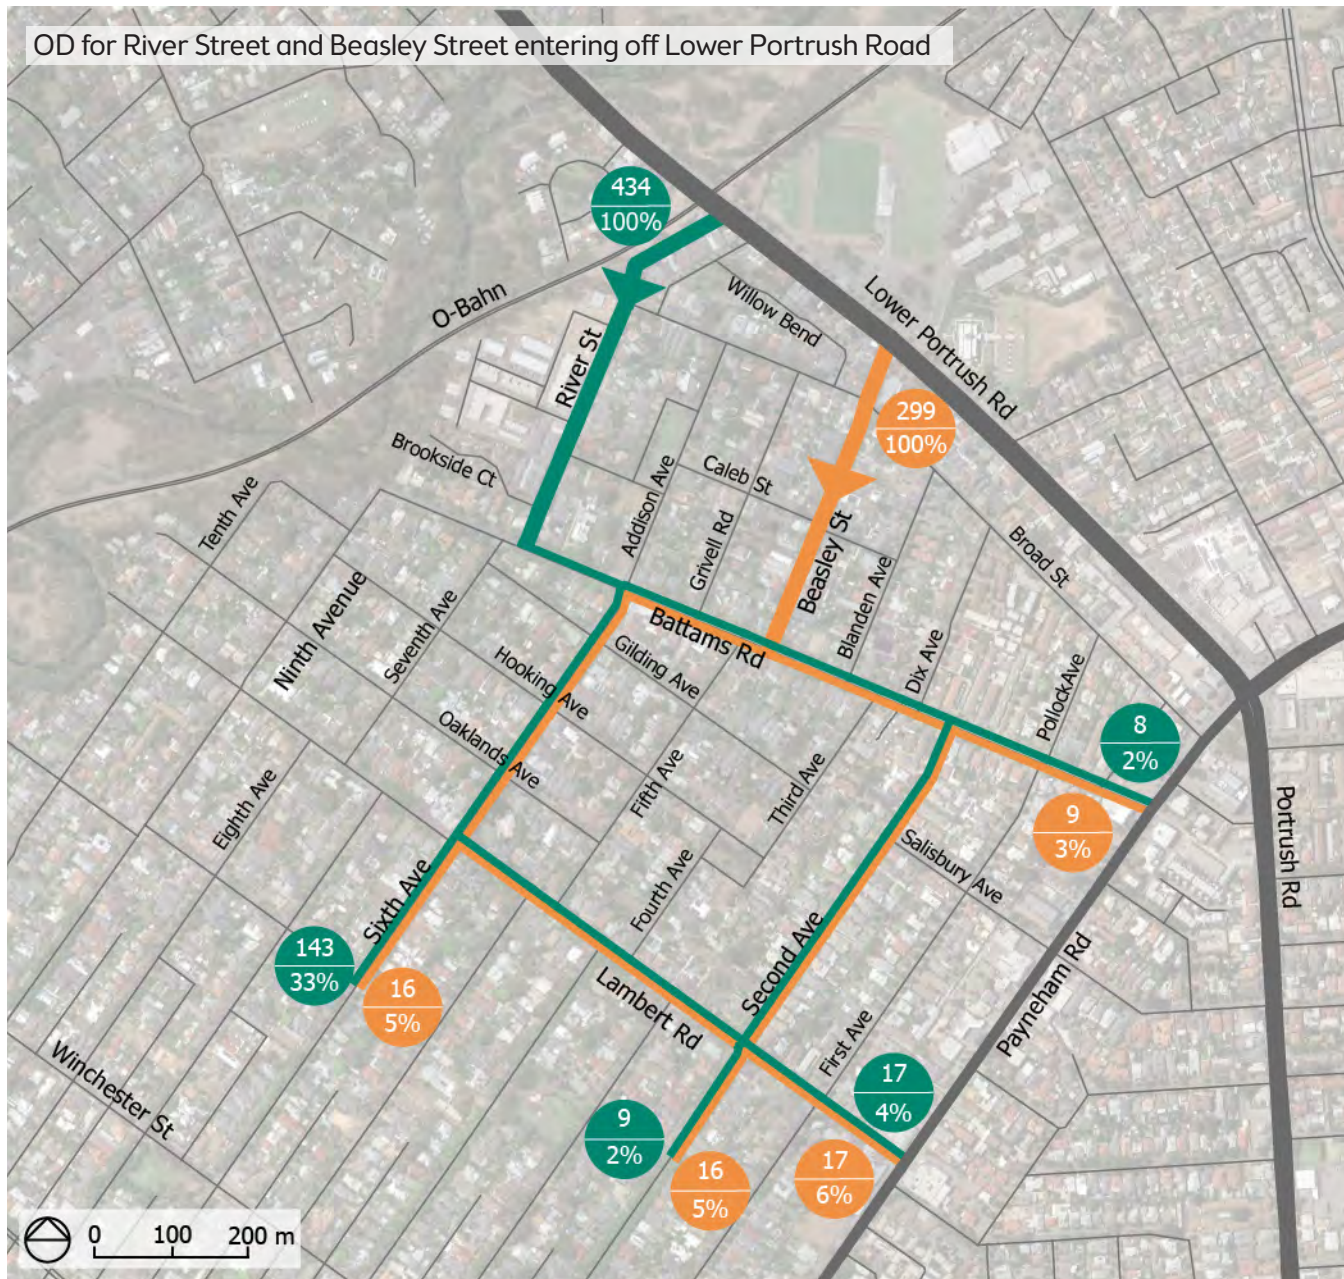 OD for River Street and Beasley Street entering off Lower Portrush Road
434
100%
O-Bahn
River St
Willow Bend
Lower Portrush Rd
299
100%
Brookside Ct
Caleb St
Addison Ave
Grivell Rd
Beasley St
Tenth Ave
Broad St
Ninth Avenue
Seventh Ave
Battams Rd
Blanden Ave
Dix Ave
PollockAve
Hooking Ave
Gilding Ave
Oaklands Ave
8
2%
Eighth Ave
Fifth Ave
Third Ave
9
3%
Salisbury Ave
Portrush Rd
Sixth Ave
Fourth Ave
143
33%
16
5%
Second Ave
Lambert Rd
Payneham Rd
First Ave
Winchester St
17
4%
9
2%
16
5%
17
6%
0 100 200 m